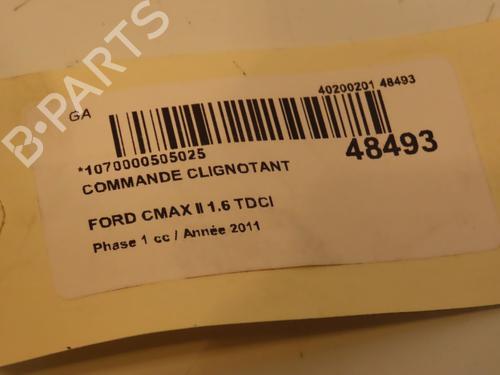 B-PARTS
GA
40200201 48493
*1070000505025
48493
COMMANDE CLIGNOTANT
FORD CMAX II 1.6 TDCI
Phase 1 cc / Année 2011